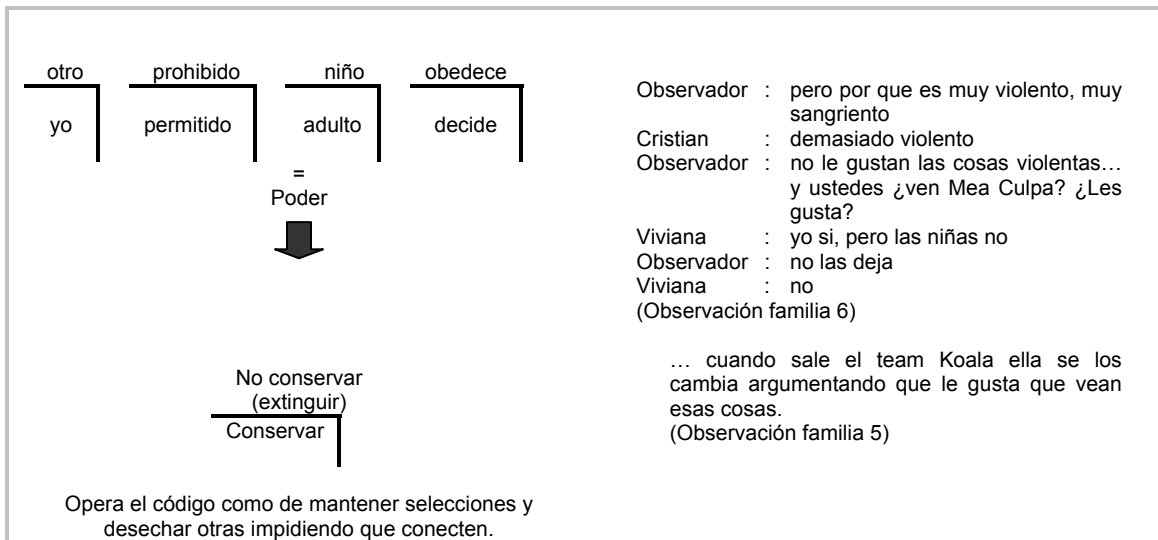 otro prohibido niño obedece
yo permitido adulto decide
=
Poder
No conservar
(extinguir)
Conservar
Opera el código como de mantener selecciones y
desechar otras impidiendo que conecten.
Observador : pero por que es muy violento, muy
sangriento
Cristian : demasiado violento
Observador : no le gustan las cosas violentas…
y ustedes ¿ven Mea Culpa? ¿Les
gusta?
Viviana : yo si, pero las niñas no
Observador : no las deja
Viviana : no
(Observación familia 6)
… cuando sale el team Koala ella se los
cambia argumentando que le gusta que vean
esas cosas.
(Observación familia 5)